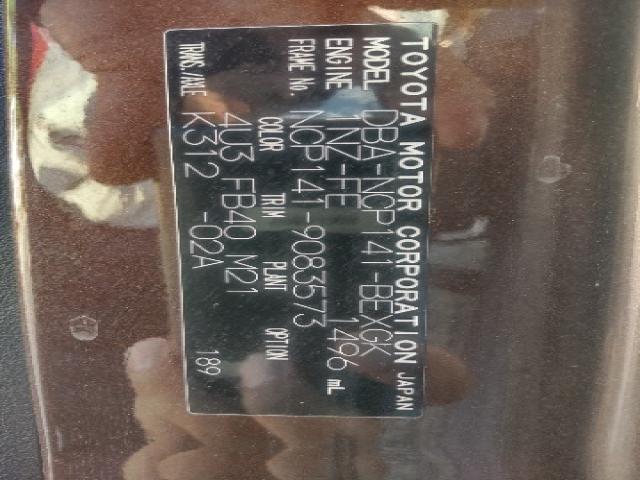 TOYOTA MOTOR CORPORATION JAPAN
MODEL DBA-NCP141-BEXGK
ENGINE 1NZ-FE 1496 mL
FRAME No. NCP141-9083573
COLOR TRIM PLANT OPTION
4U3 FB40 M21
TRANS./AXLE K312 -02A 189